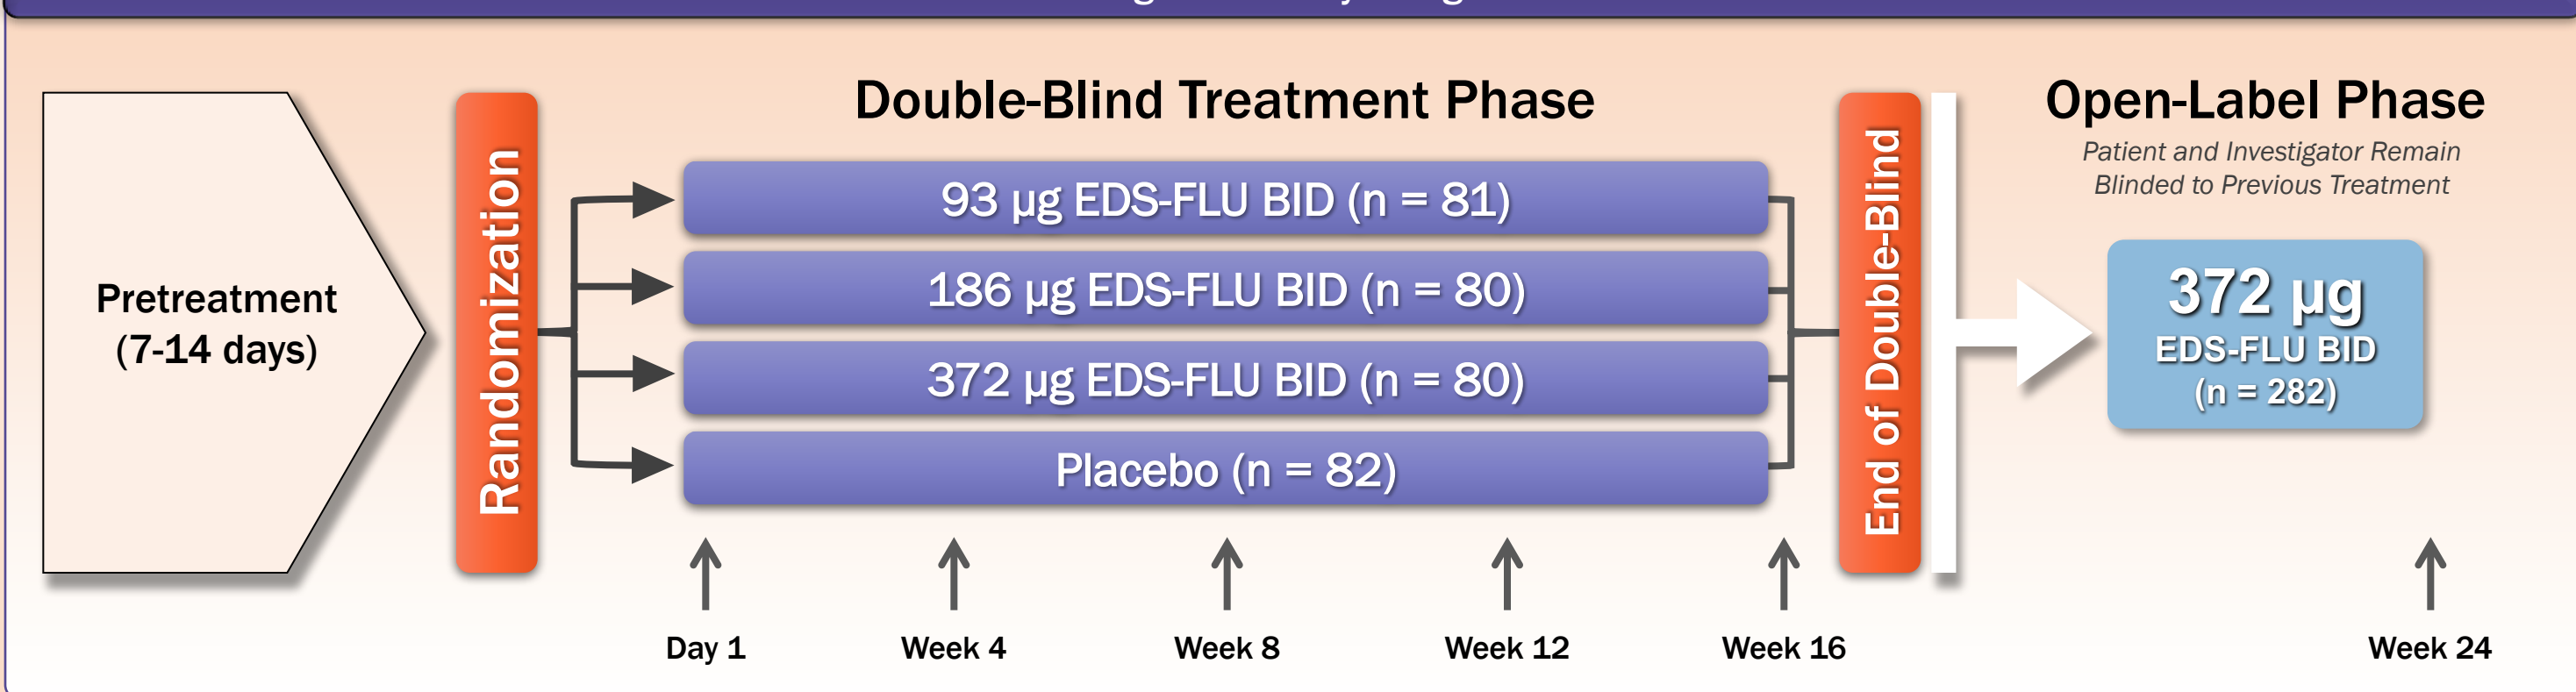 Double-Blind Treatment Phase
Open-Label Phase
Patient and Investigator Remain
Blinded to Previous Treatment
Pretreatment
(7-14 days)
Randomization
93 µg EDS-FLU BID (n = 81)
186 µg EDS-FLU BID (n = 80)
372 µg EDS-FLU BID (n = 80)
Placebo (n = 82)
End of Double-Blind
372 µg
EDS-FLU BID
(n = 282)
Day 1
Week 4
Week 8
Week 12
Week 16
Week 24